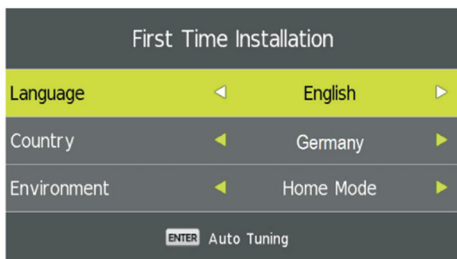 First Time Installation
Language English
Country Germany
Environment Home Mode
ENTER Auto Tuning